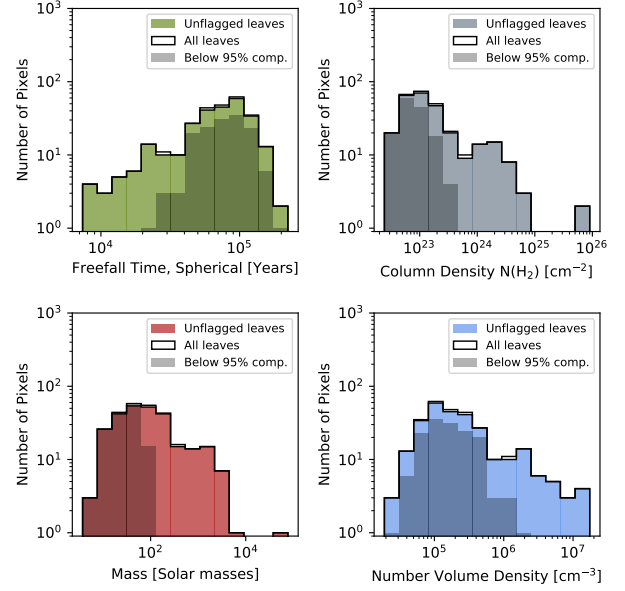 Unflagged leaves
All leaves
Below 95% comp.
Number of Pixels
10³
10²
10¹
10⁰
10⁴
10⁵
Freefall Time, Spherical [Years]
Unflagged leaves
All leaves
Below 95% comp.
Number of Pixels
10³
10²
10¹
10⁰
10²³
10²⁴
10²⁵
10²⁶
Column Density N(H₂) [cm⁻²]
Unflagged leaves
All leaves
Below 95% comp.
Number of Pixels
10³
10²
10¹
10⁰
10²
10⁴
Mass [Solar masses]
Unflagged leaves
All leaves
Below 95% comp.
Number of Pixels
10³
10²
10¹
10⁰
10⁵
10⁶
10⁷
Number Volume Density [cm⁻³]